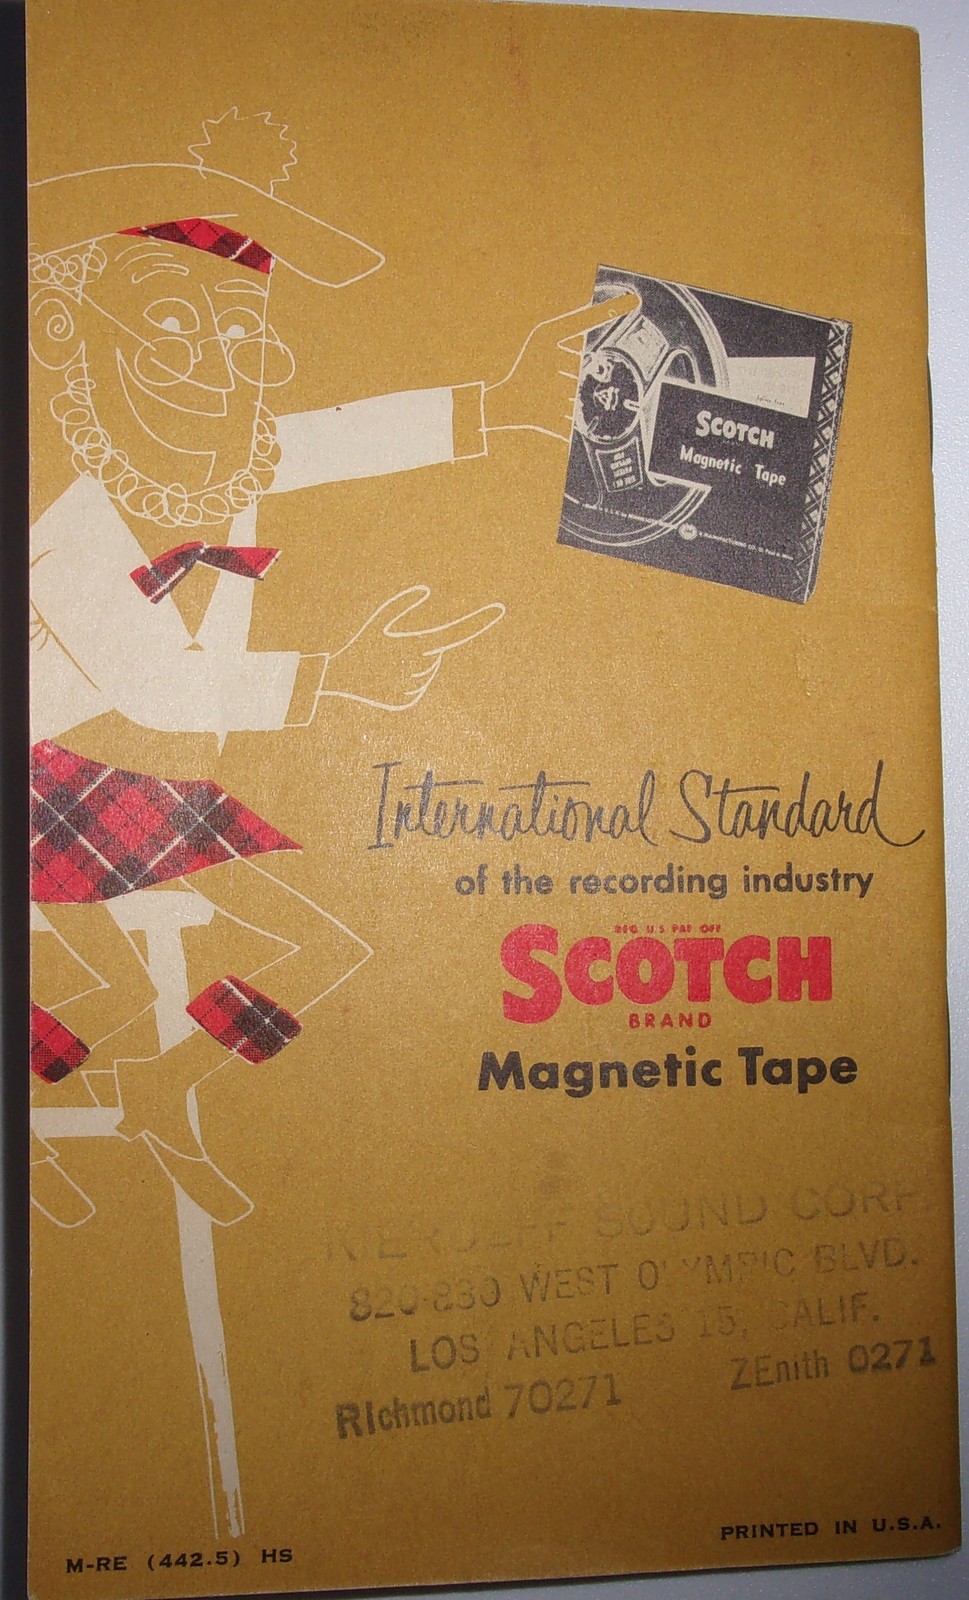 SCOTCH
Magnetic Tape
International Standard
of the recording industry
REG. U.S. PAT. OFF.
SCOTCH
BRAND
Magnetic Tape
SOUND CORP.
820-830 WEST OLYMPIC BLVD.
LOS ANGELES 15, CALIF.
RIchmond 70271 ZEnith 0271
PRINTED IN U.S.A.
M-RE (442.5) HS